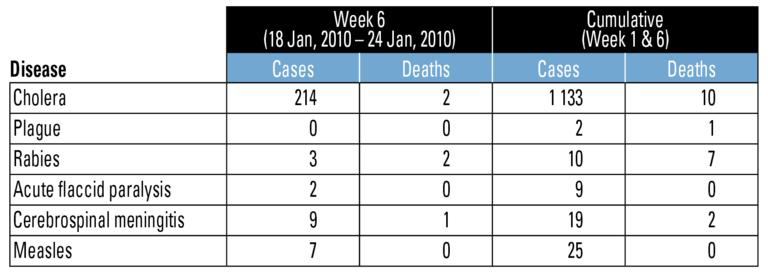 Week 6 Cumulative
(18 Jan, 2010 – 24 Jan, 2010) (Week 1 & 6)
Disease Cases Deaths Cases Deaths
Cholera 214 2 1 133 10
Plague 0 0 2 1
Rabies 3 2 10 7
Acute flaccid paralysis 2 0 9 0
Cerebrospinal meningitis 9 1 19 2
Measles 7 0 25 0